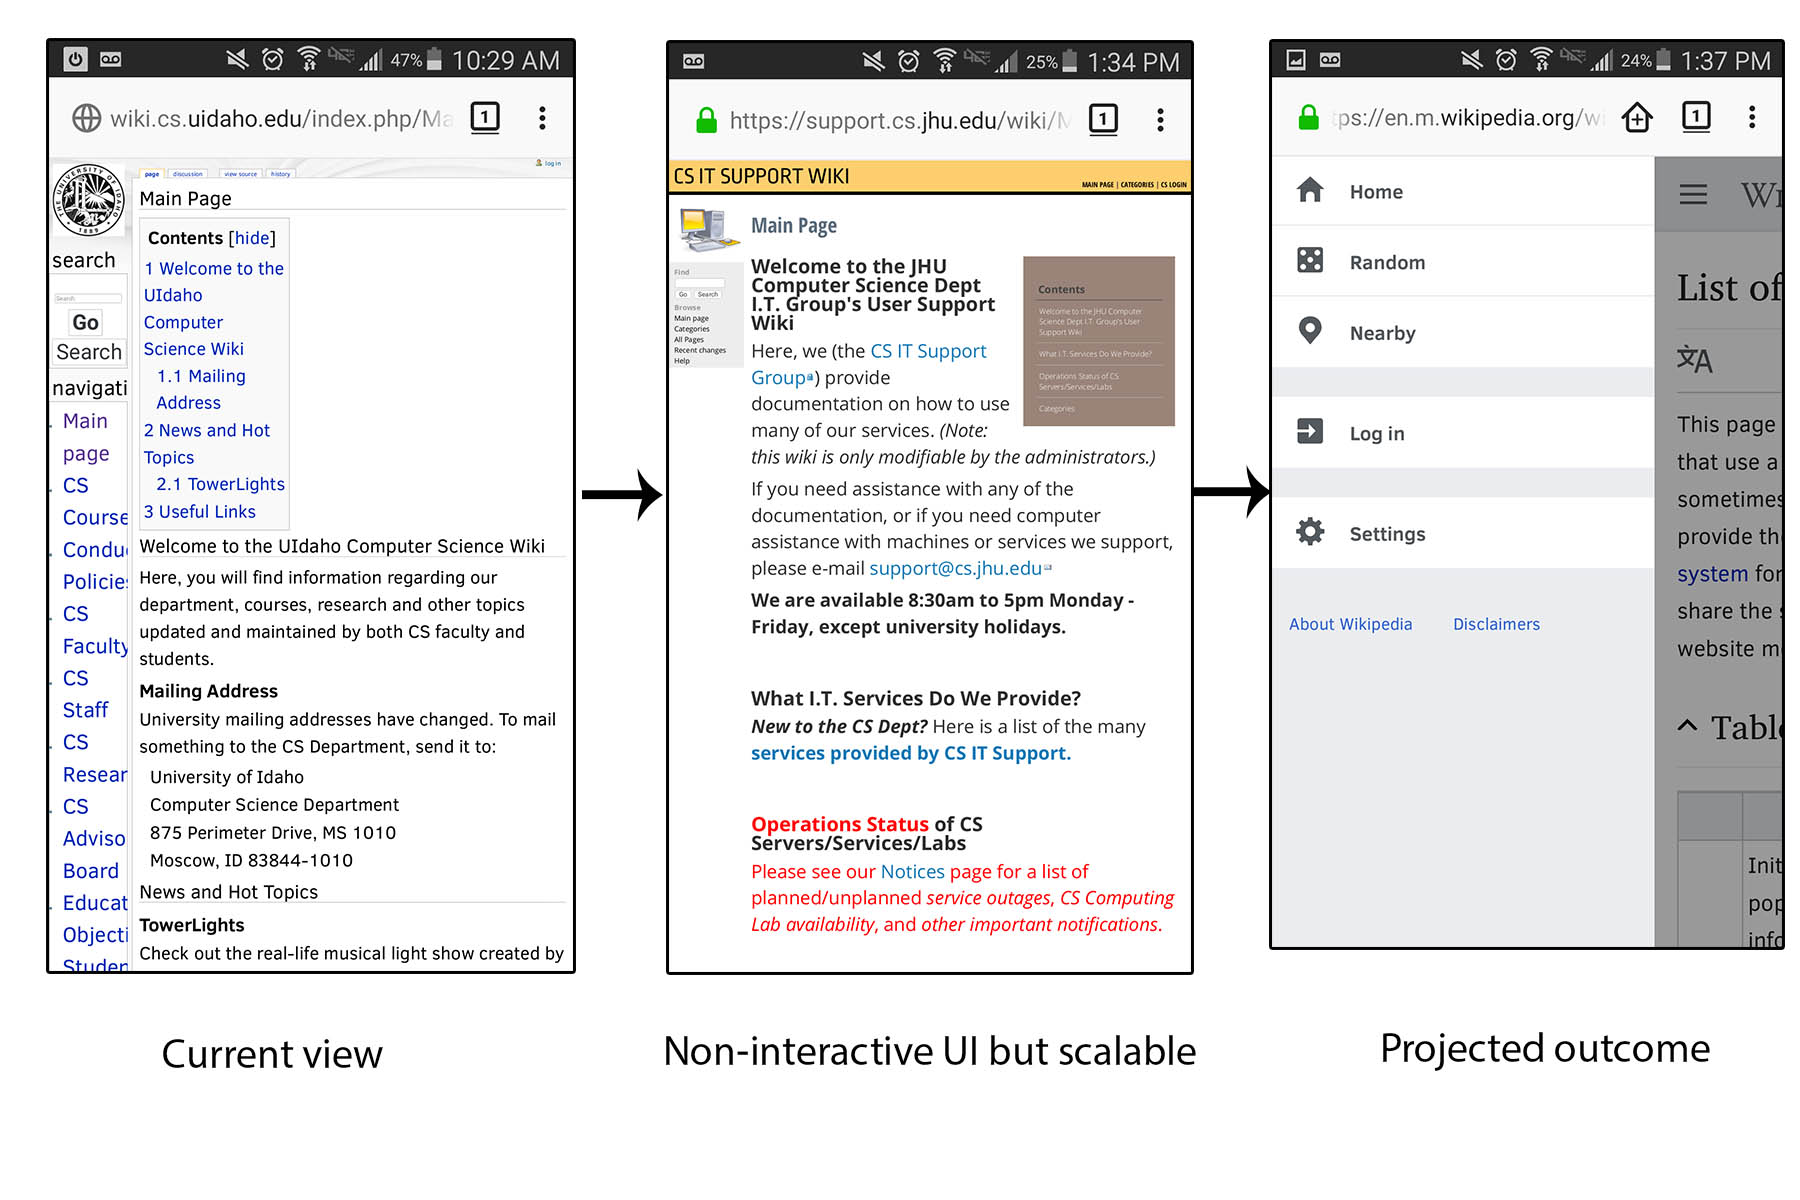 47% 10:29 AM
wiki.cs.uidaho.edu/index.php/Ma
1
log in
page discussion view source history
UNIVERSITY OF IDAHO
THE
1889
Main Page
search
Search
Go
Search
navigati
Main
page
CS
Course
Condu
Policies
CS
Faculty
CS
Staff
CS
Resear
CS
Adviso
Board
Educat
Objecti
Studen
Contents [hide]
1 Welcome to the
UIdaho
Computer
Science Wiki
1.1 Mailing
Address
2 News and Hot
Topics
2.1 TowerLights
3 Useful Links
Welcome to the UIdaho Computer Science Wiki
Here, you will find information regarding our
department, courses, research and other topics
updated and maintained by both CS faculty and
students.
Mailing Address
University mailing addresses have changed. To mail
something to the CS Department, send it to:
University of Idaho
Computer Science Department
875 Perimeter Drive, MS 1010
Moscow, ID 83844-1010
News and Hot Topics
TowerLights
Check out the real-life musical light show created by
Current view
25% 1:34 PM
https://support.cs.jhu.edu/wiki/M
1
CS IT SUPPORT WIKI
MAIN PAGE | CATEGORIES | CS LOGIN
Main Page
Find
Go Search
Browse
Main page
Categories
All Pages
Recent changes
Help
Welcome to the JHU
Computer Science Dept
I.T. Group's User Support
Wiki
Contents
Welcome to the JHU Computer
Science Dept I.T. Group's User
Support Wiki
What I.T. Services Do We Provide?
Operations Status of CS
Servers/Services/Labs
Categories
Here, we (the CS IT Support
Group) provide
documentation on how to use
many of our services. (Note:
this wiki is only modifiable by the administrators.)
If you need assistance with any of the
documentation, or if you need computer
assistance with machines or services we support,
please e-mail support@cs.jhu.edu
We are available 8:30am to 5pm Monday -
Friday, except university holidays.
What I.T. Services Do We Provide?
New to the CS Dept? Here is a list of the many
services provided by CS IT Support.
Operations Status of CS
Servers/Services/Labs
Please see our Notices page for a list of
planned/unplanned service outages, CS Computing
Lab availability, and other important notifications.
Non-interactive UI but scalable
24% 1:37 PM
tps://en.m.wikipedia.org/wi
1
Home
Random
Nearby
Log in
Settings
About Wikipedia Disclaimers
Wi
List of
文A
This page
that use a
sometimes
provide th
system for
share the s
website m
Table
Init
pop
info
Projected outcome